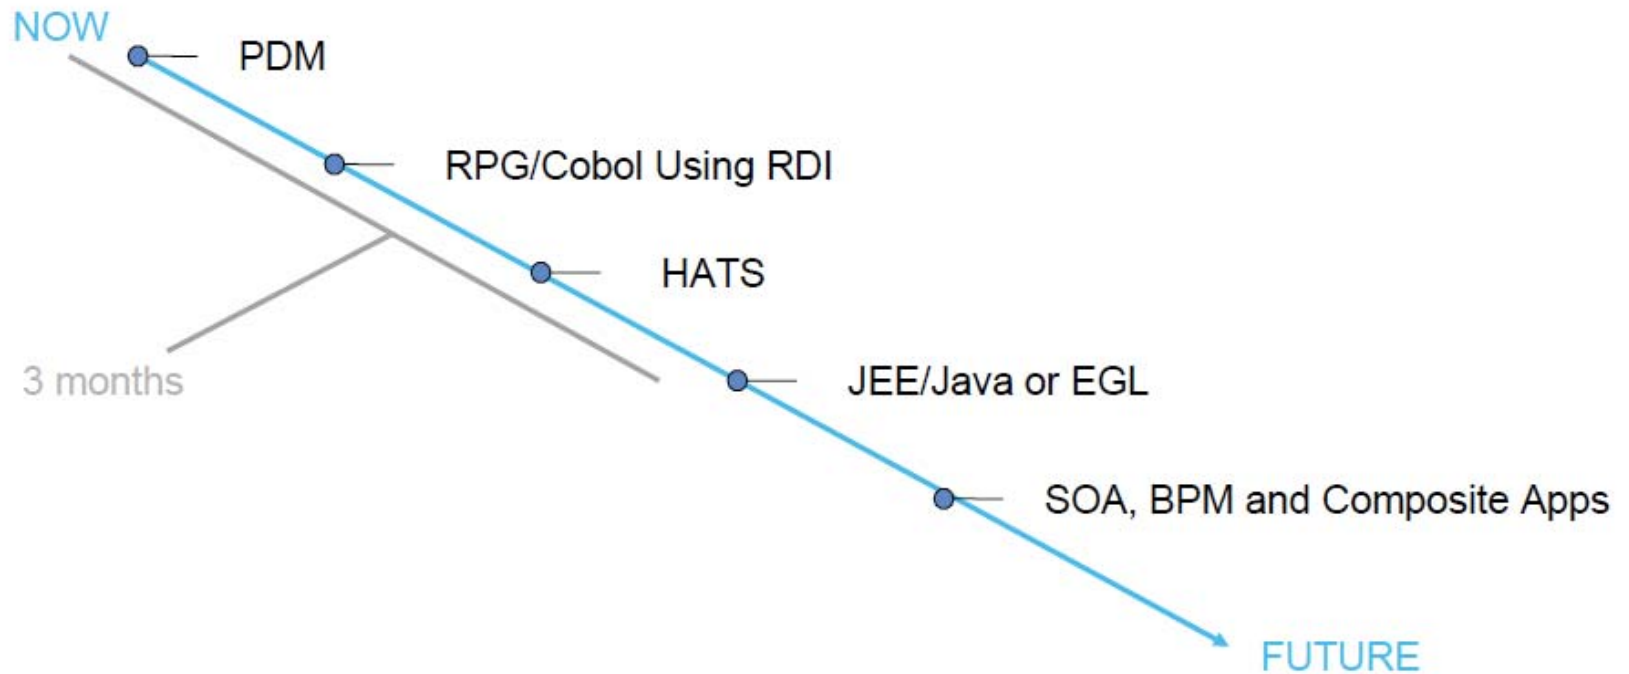 NOW
PDM
RPG/Cobol Using RDI
HATS
3 months
JEE/Java or EGL
SOA, BPM and Composite Apps
FUTURE